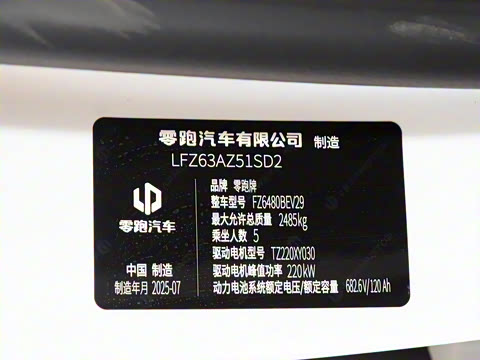 零跑汽车有限公司 制造
LFZ63AZ51SD2
品牌 零跑牌
整车型号 FZ6480BEV29
最大允许总质量 2485kg
乘坐人数 5
驱动电机型号 TZ220XY030
驱动电机峰值功率 220kW
动力电池系统额定电压/额定容量 682.6V/120Ah
零跑汽车
中国 制造
制造年月 2025-07